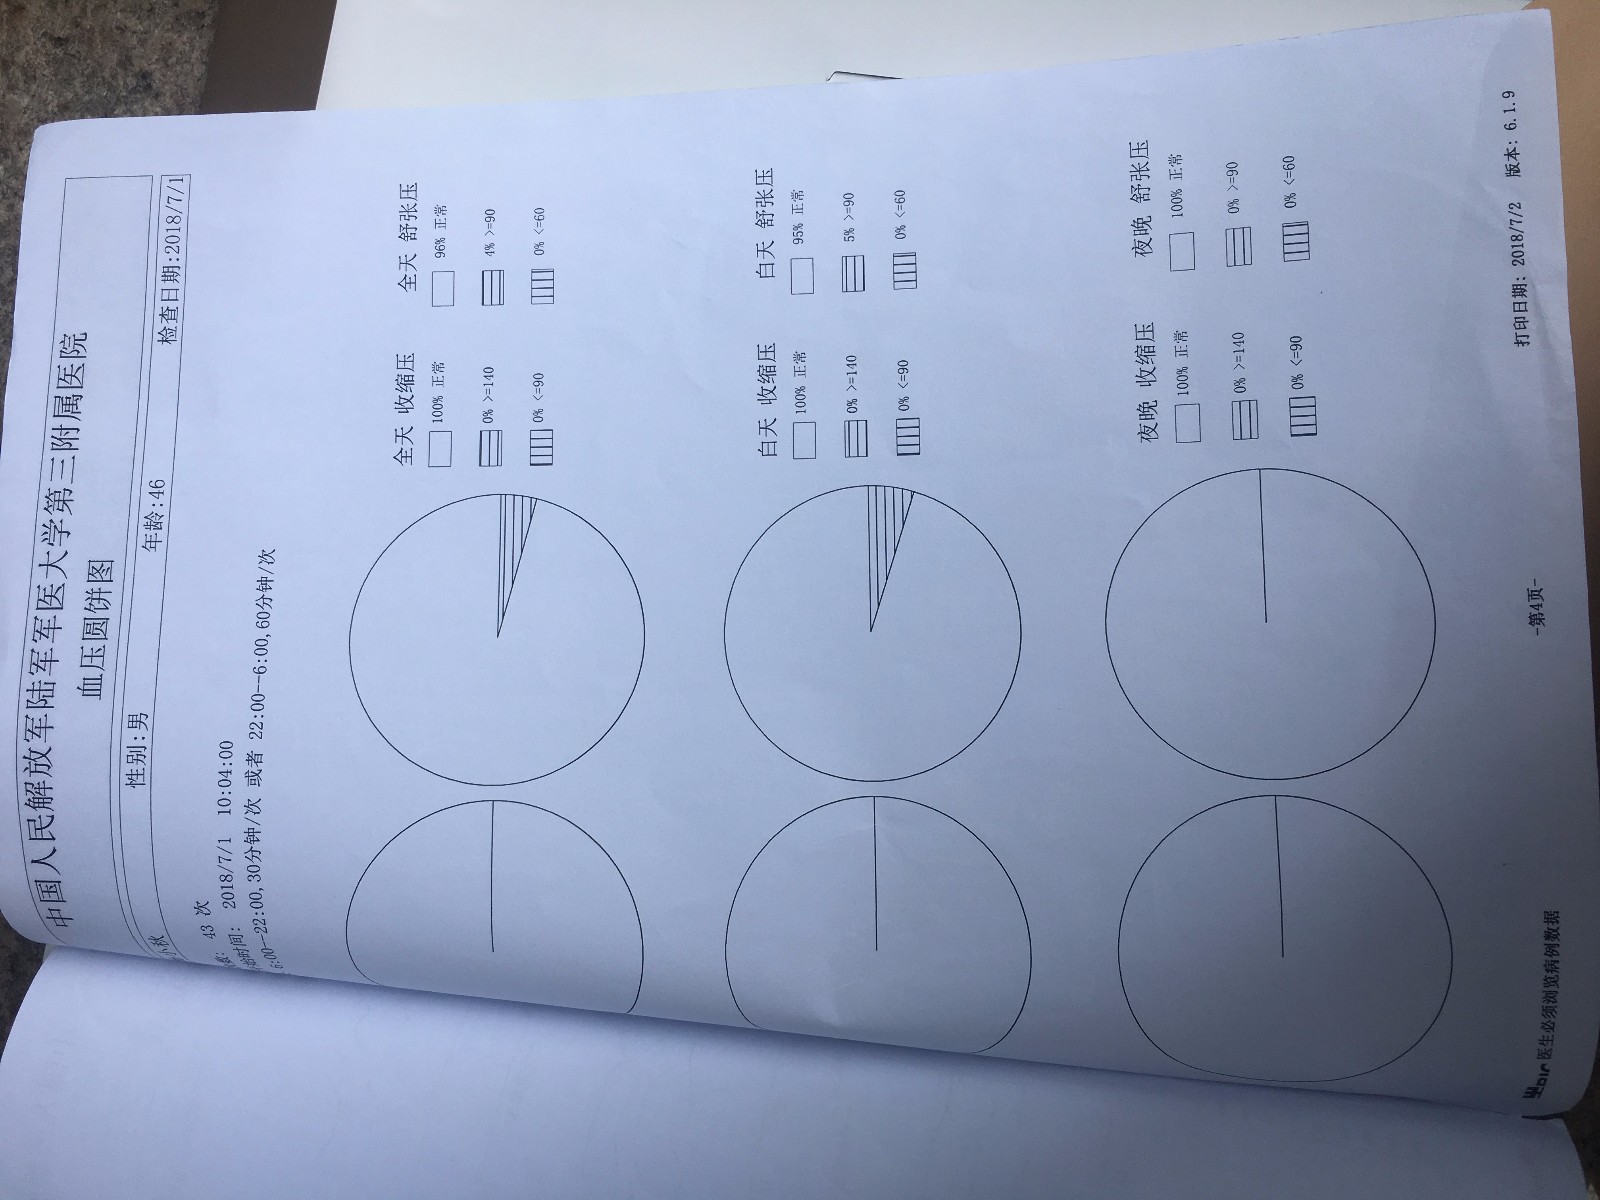 中国人民解放军陆军军医大学第三附属医院
血压圆饼图
小秋 性别:男 年龄:46 检查日期:2018/7/1
数: 43 次
始时间: 2018/7/1 10:04:00
6:00--22:00,30分钟/次 或者 22:00--6:00,60分钟/次
全天 收缩压 全天 舒张压
100% 正常 96% 正常
0% >=140 4% >=90
0% <=90 0% <=60
白天 收缩压 白天 舒张压
100% 正常 95% 正常
0% >=140 5% >=90
0% <=90 0% <=60
夜晚 收缩压 夜晚 舒张压
100% 正常 100% 正常
0% >=140 0% >=90
0% <=90 0% <=60
医生必须浏览病例数据 -第4页- 打印日期: 2018/7/2 版本: 6.1.9